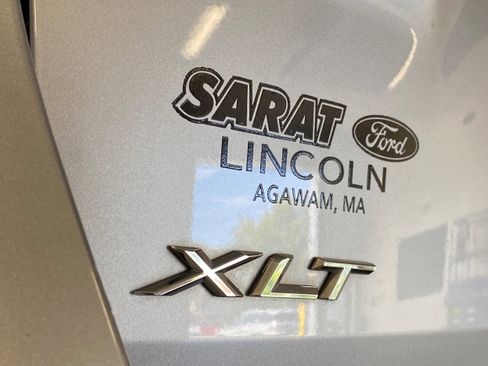 SARAT Ford
LINCOLN
AGAWAM, MA
XLT